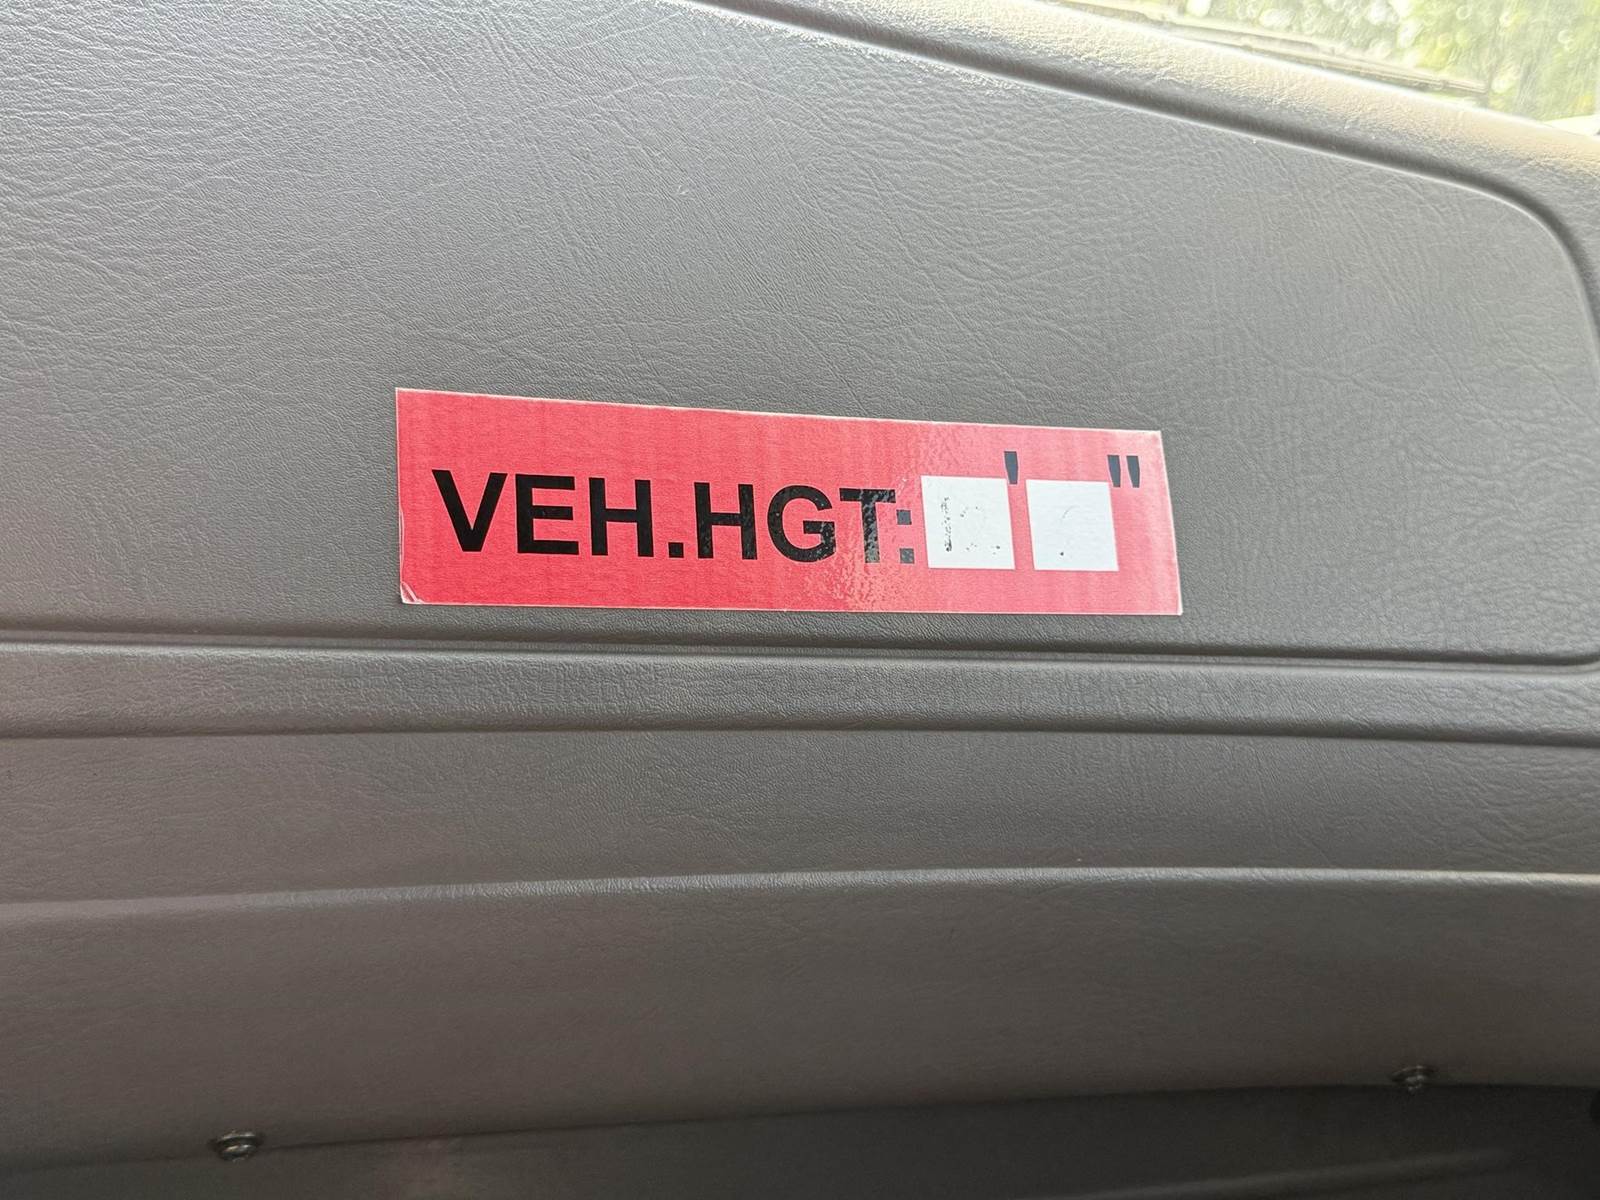 VEH.HGT: ' "